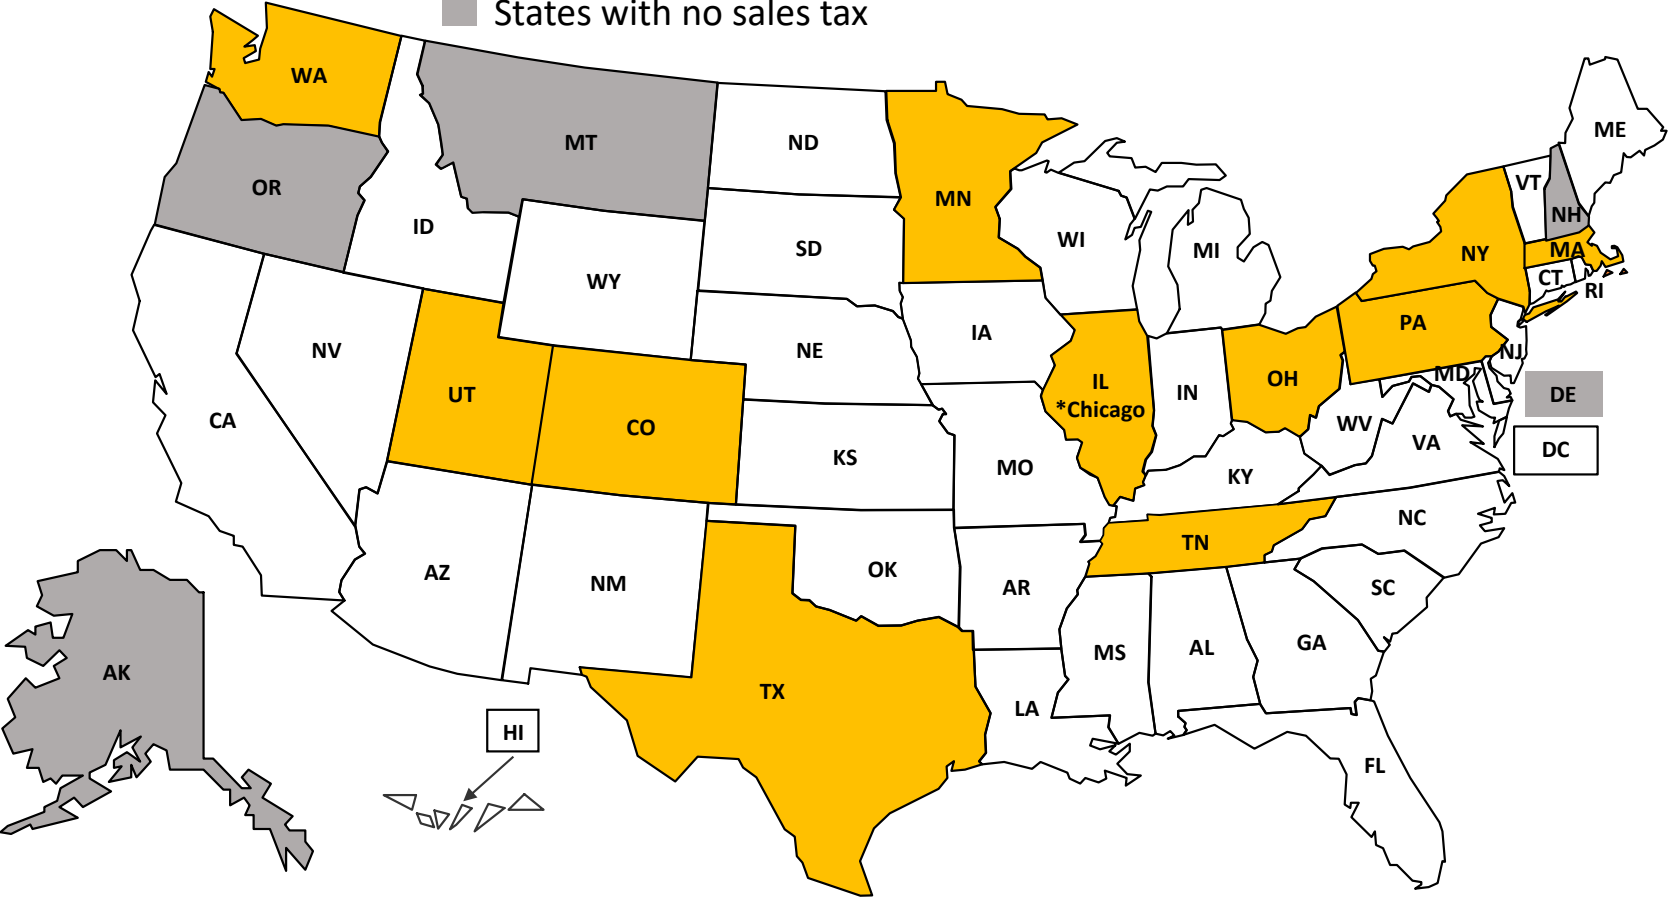 States with no sales tax
WA
MT
ND
MN
ME
VT
NH
OR
ID
SD
WI
MI
NY
MA
CT
RI
WY
IA
PA
NJ
NV
NE
IL
*Chicago
IN
OH
MD
DE
UT
CO
CA
KS
MO
KY
WV
VA
DC
NC
TN
AZ
NM
OK
AR
SC
MS
AL
GA
AK
TX
LA
HI
FL